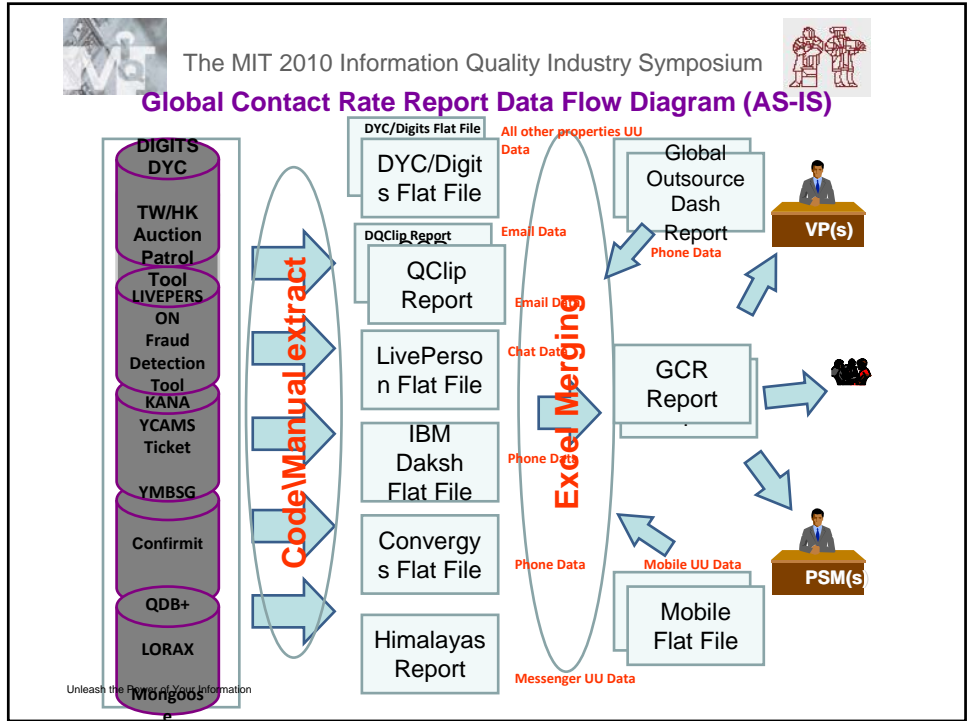 The MIT 2010 Information Quality Industry Symposium
Global Contact Rate Report Data Flow Diagram (AS-IS)
DIGITS
DYC
TW/HK
Auction
Patrol
Tool
LIVEPERS
ON
Fraud
Detection
Tool
KANA
YCAMS
Ticket
YMBSG
Confirmit
QDB+
LORAX
Mongoos
e
Code\Manual extract
DYC/Digits Flat File
DYC/Digit
s Flat File
DQClip Report
QClip
Report
LivePerso
n Flat File
IBM
Daksh
Flat File
Convergy
s Flat File
Himalayas
Report
All other properties UU
Data
Email Data
Email Data
Chat Data
Phone Data
Phone Data
Messenger UU Data
Excel Merging
Global
Outsource
Dash
Report
Phone Data
GCR
Report
Mobile UU Data
Mobile
Flat File
VP(s)
PSM(s)
Unleash the Power of Your Information